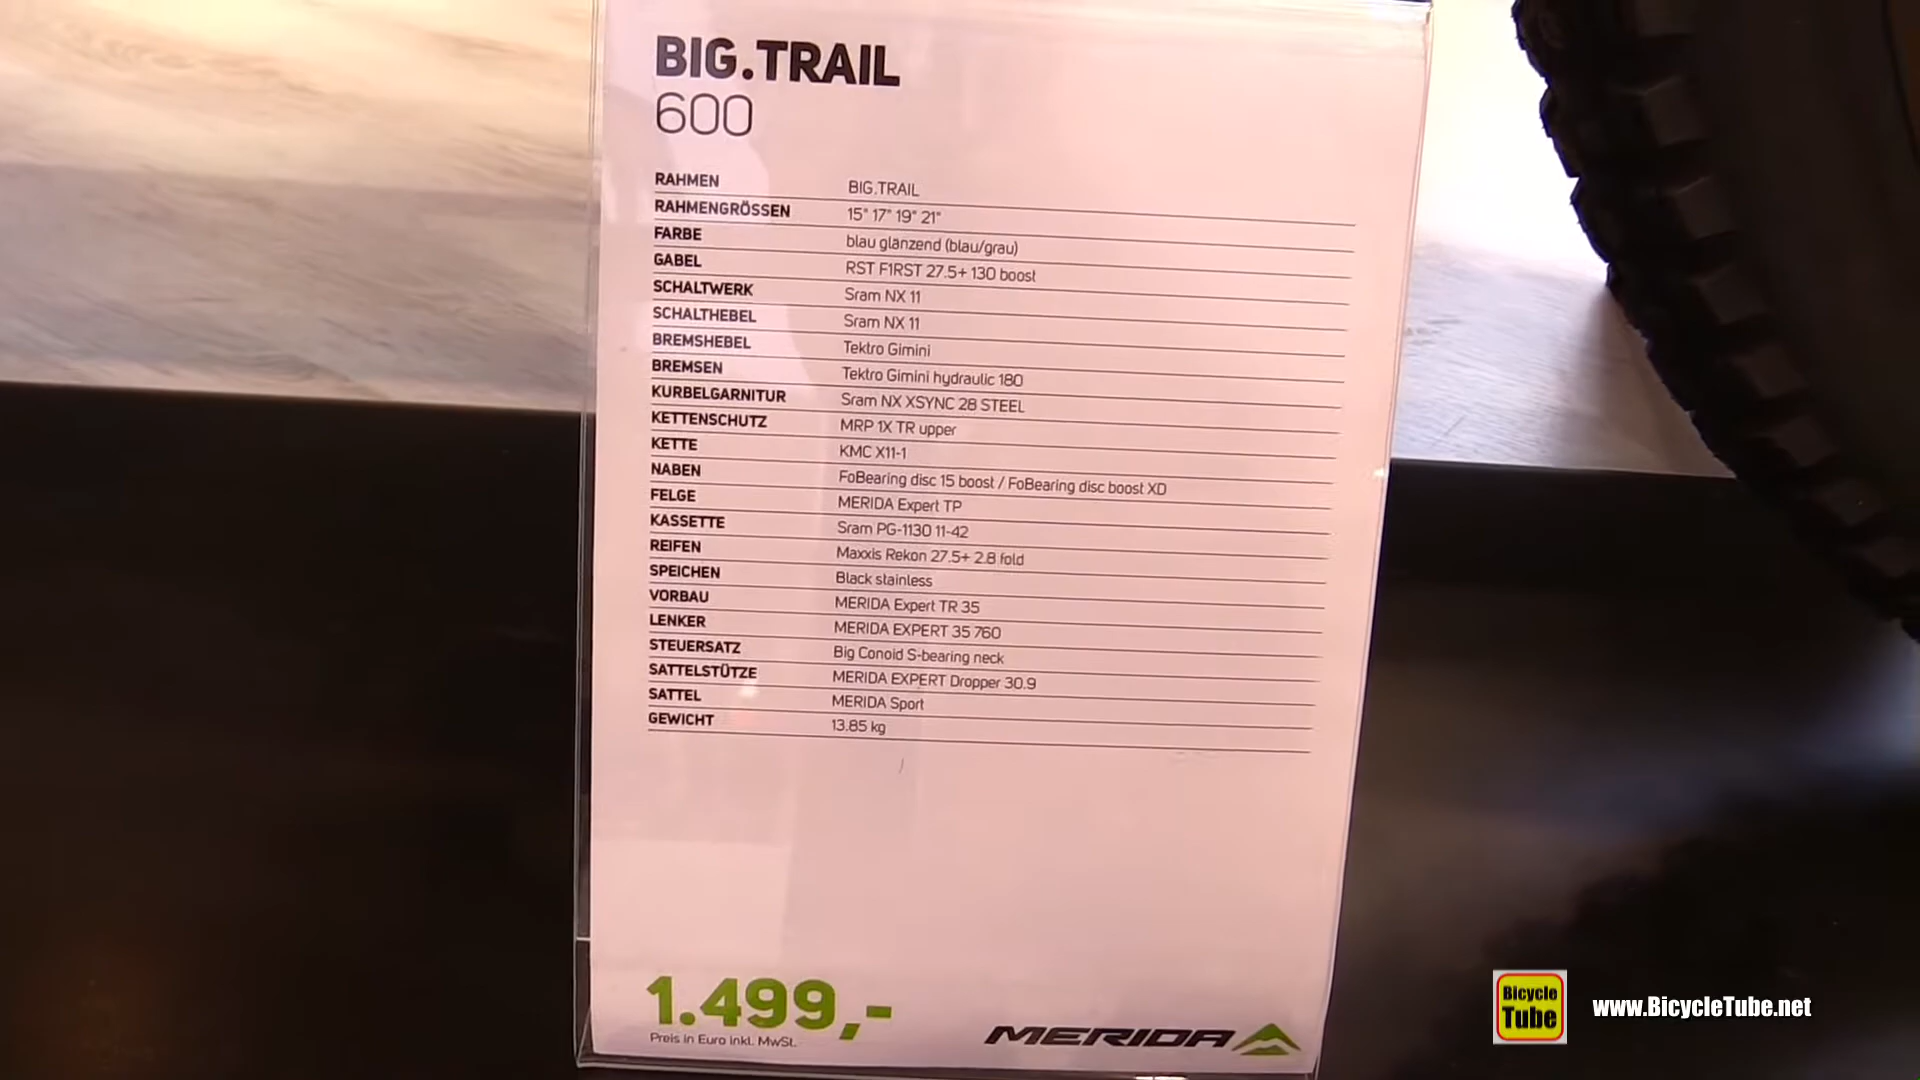 BIG.TRAIL
600
RAHMEN BIG.TRAIL
RAHMENGRÖSSEN 15" 17" 19" 21"
FARBE blau glänzend (blau/grau)
GABEL RST F1RST 27.5+ 130 boost
SCHALTWERK Sram NX 11
SCHALTHEBEL Sram NX 11
BREMSHEBEL Tektro Gimini
BREMSEN Tektro Gimini hydraulic 180
KURBELGARNITUR Sram NX XSYNC 28 STEEL
KETTENSCHUTZ MRP 1X TR upper
KETTE KMC X11-1
NABEN FoBearing disc 15 boost / FoBearing disc boost XD
FELGE MERIDA Expert TP
KASSETTE Sram PG-1130 11-42
REIFEN Maxxis Rekon 27.5+ 2.8 fold
SPEICHEN Black stainless
VORBAU MERIDA Expert TR 35
LENKER MERIDA EXPERT 35 760
STEUERSATZ Big Conoid S-bearing neck
SATTELSTÜTZE MERIDA EXPERT Dropper 30.9
SATTEL MERIDA Sport
GEWICHT 13.85 kg
1.499,-
Preis in Euro inkl. MwSt.
MERIDA
Bicycle
Tube
www.BicycleTube.net